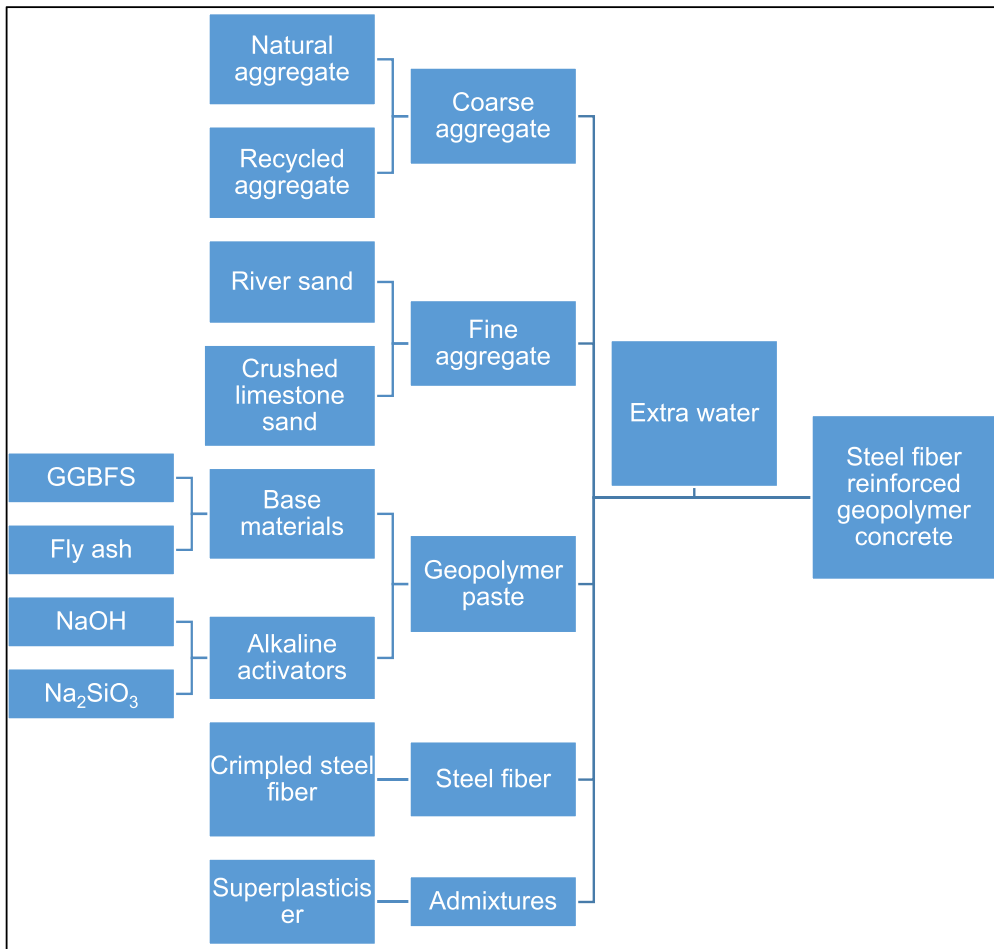 Natural
aggregate
Coarse
aggregate
Recycled
aggregate
River sand
Fine
aggregate
Crushed
limestone
sand
Extra water
Steel fiber
reinforced
geopolymer
concrete
GGBFS
Base
materials
Fly ash
Geopolymer
paste
NaOH
Alkaline
activators
Na₂SiO₃
Crimpled steel
fiber
Steel fiber
Superplasticis
er
Admixtures